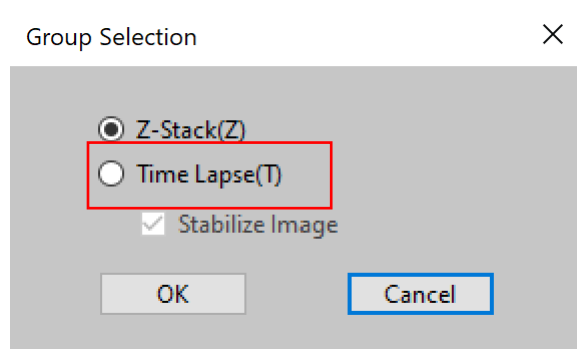 Group Selection
Z-Stack(Z)
Time Lapse(T)
Stabilize Image
OK
Cancel